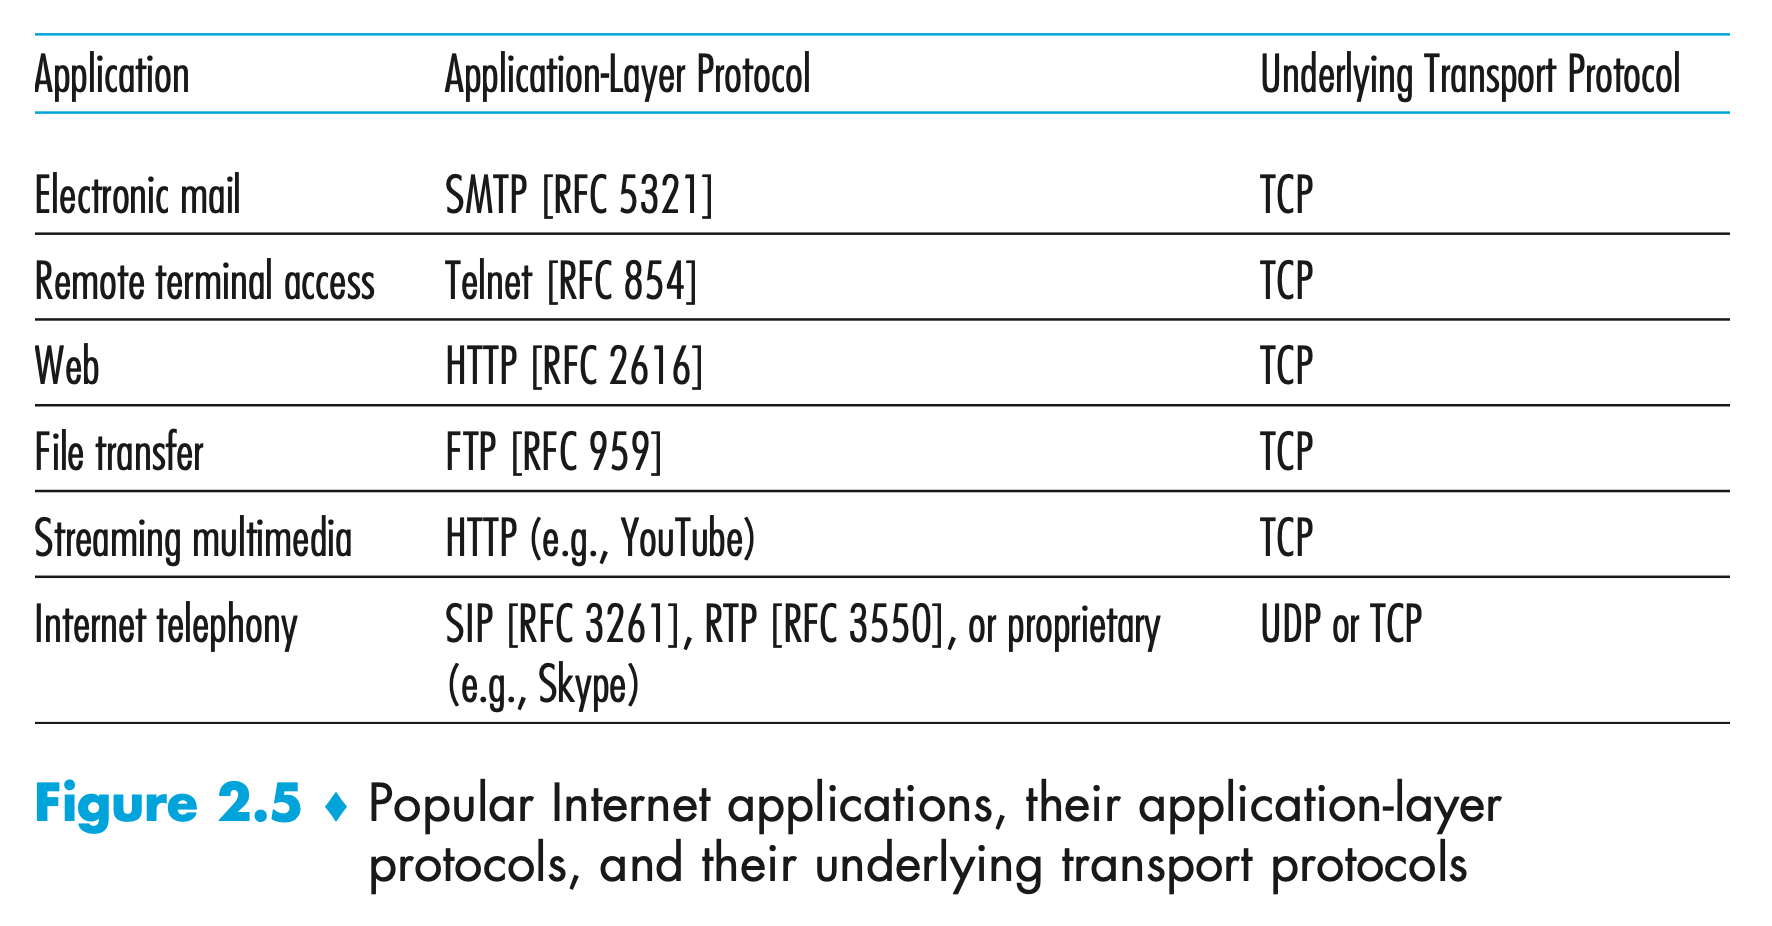 Application Application-Layer Protocol Underlying Transport Protocol
Electronic mail SMTP [RFC 5321] TCP
Remote terminal access Telnet [RFC 854] TCP
Web HTTP [RFC 2616] TCP
File transfer FTP [RFC 959] TCP
Streaming multimedia HTTP (e.g., YouTube) TCP
Internet telephony SIP [RFC 3261], RTP [RFC 3550], or proprietary UDP or TCP
(e.g., Skype)
Figure 2.5 ♦ Popular Internet applications, their application-layer
protocols, and their underlying transport protocols